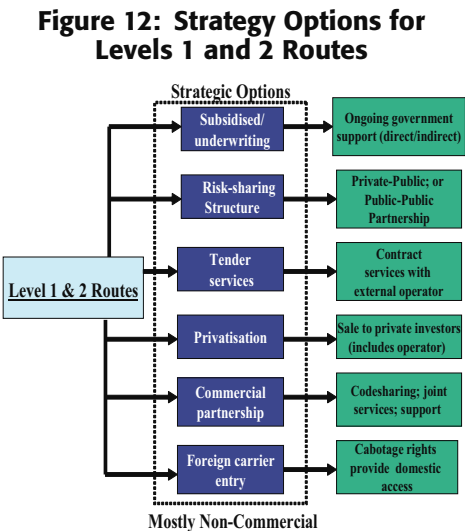 Figure 12: Strategy Options for
Levels 1 and 2 Routes
Strategic Options
Subsidised/
underwriting
Ongoing government
support (direct/indirect)
Risk-sharing
Structure
Private-Public; or
Public-Public
Partnership
Tender
services
Contract
services with
external operator
Level 1 & 2 Routes
Privatisation
Sale to private investors
(includes operator)
Commercial
partnership
Codesharing; joint
services; support
Foreign carrier
entry
Cabotage rights
provide domestic
access
Mostly Non-Commercial